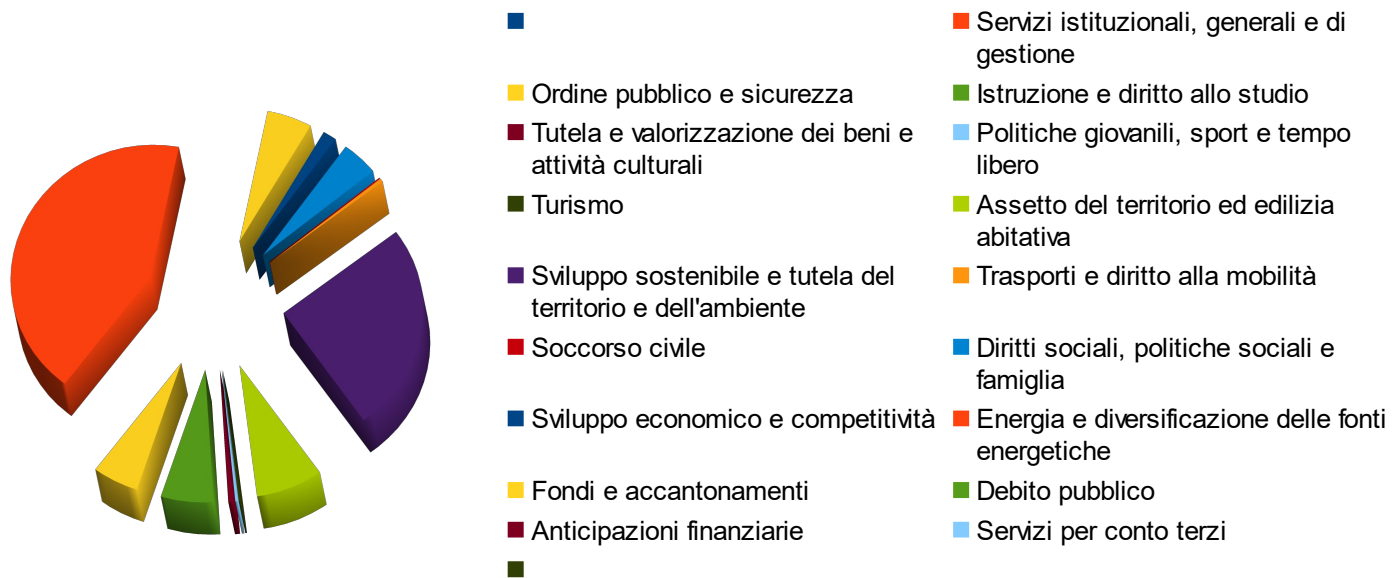 Servizi istituzionali, generali e di
gestione
Ordine pubblico e sicurezza
Istruzione e diritto allo studio
Tutela e valorizzazione dei beni e
attività culturali
Politiche giovanili, sport e tempo
libero
Turismo
Assetto del territorio ed edilizia
abitativa
Sviluppo sostenibile e tutela del
territorio e dell'ambiente
Trasporti e diritto alla mobilità
Soccorso civile
Diritti sociali, politiche sociali e
famiglia
Sviluppo economico e competitività
Energia e diversificazione delle fonti
energetiche
Fondi e accantonamenti
Debito pubblico
Anticipazioni finanziarie
Servizi per conto terzi